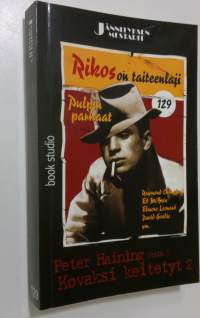 JÄNNITYKSEN
MESTARIT
Rikos on taiteenlaji
Pulpin
parhaat
129
Raymond Chandler
Ed McBain
Elmore Leonard
David Goodis
ym.
Peter Haining
Kovaksi keitetyt 2
book studio
129